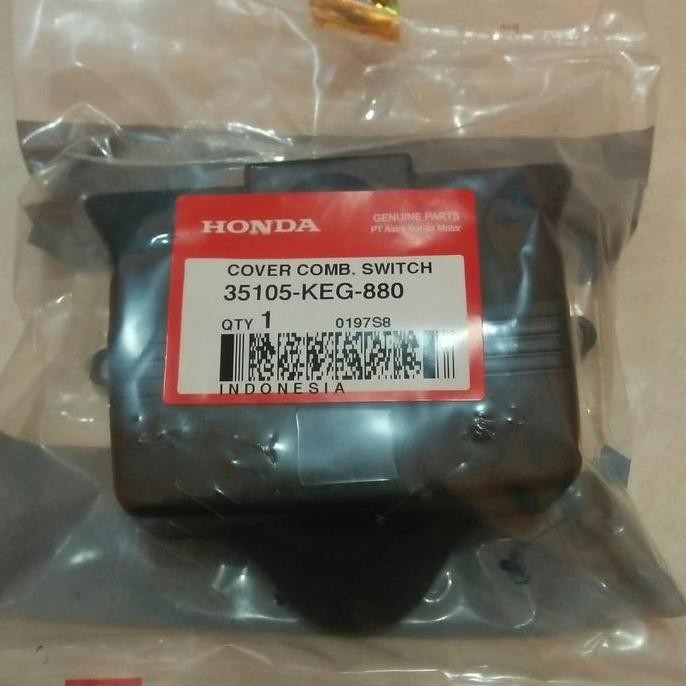 HONDA
GENUINE PARTS
PT Astra Honda Motor
COVER COMB. SWITCH
35105-KEG-880
QTY 1 0197S8
INDONESIA